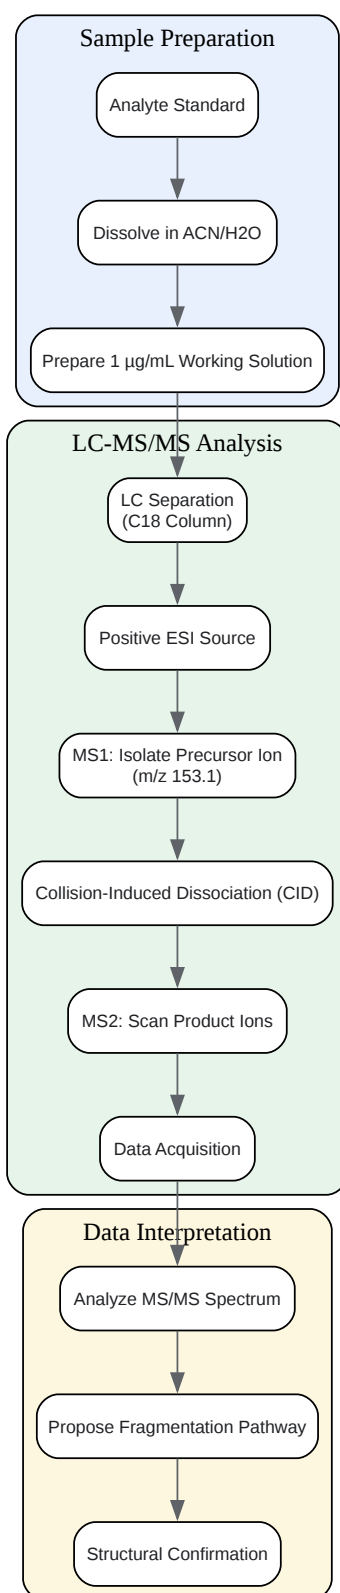 Sample Preparation
Analyte Standard
Dissolve in ACN/H2O
Prepare 1 µg/mL Working Solution
LC-MS/MS Analysis
LC Separation
(C18 Column)
Positive ESI Source
MS1: Isolate Precursor Ion
(m/z 153.1)
Collision-Induced Dissociation (CID)
MS2: Scan Product Ions
Data Acquisition
Data Interpretation
Analyze MS/MS Spectrum
Propose Fragmentation Pathway
Structural Confirmation